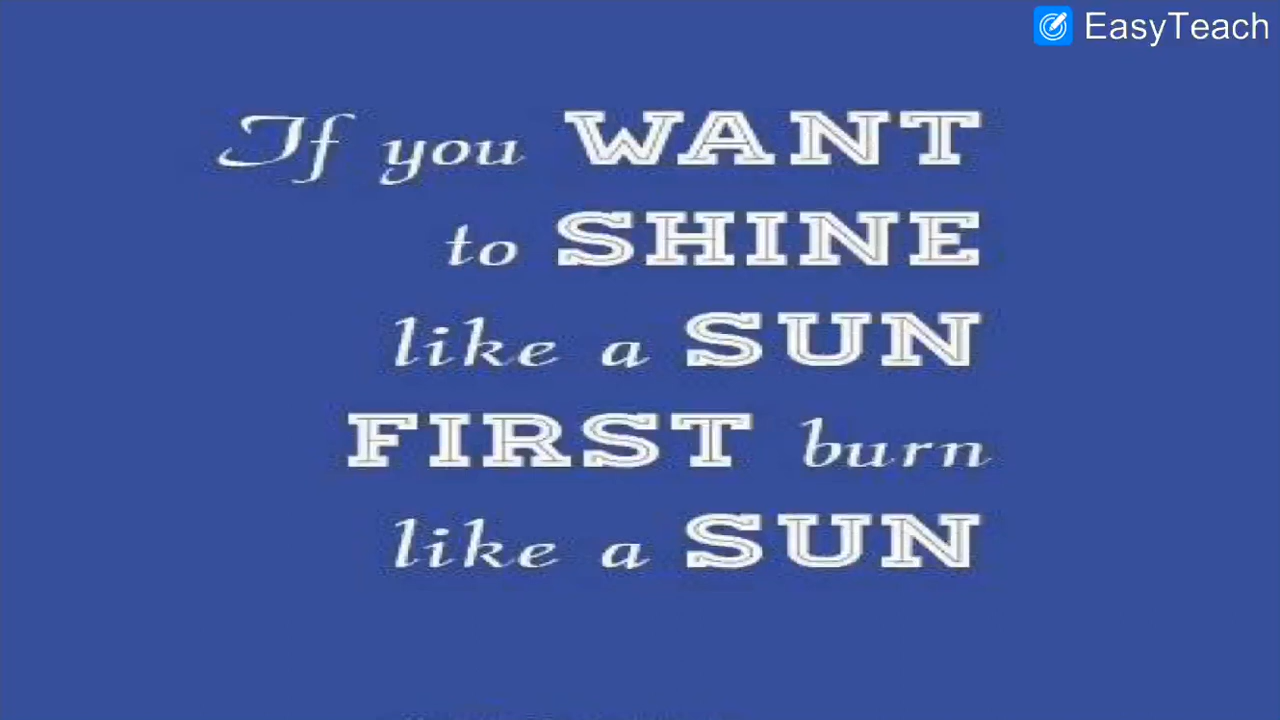 EasyTeach
If you WANT
to SHINE
like a SUN
FIRST burn
like a SUN